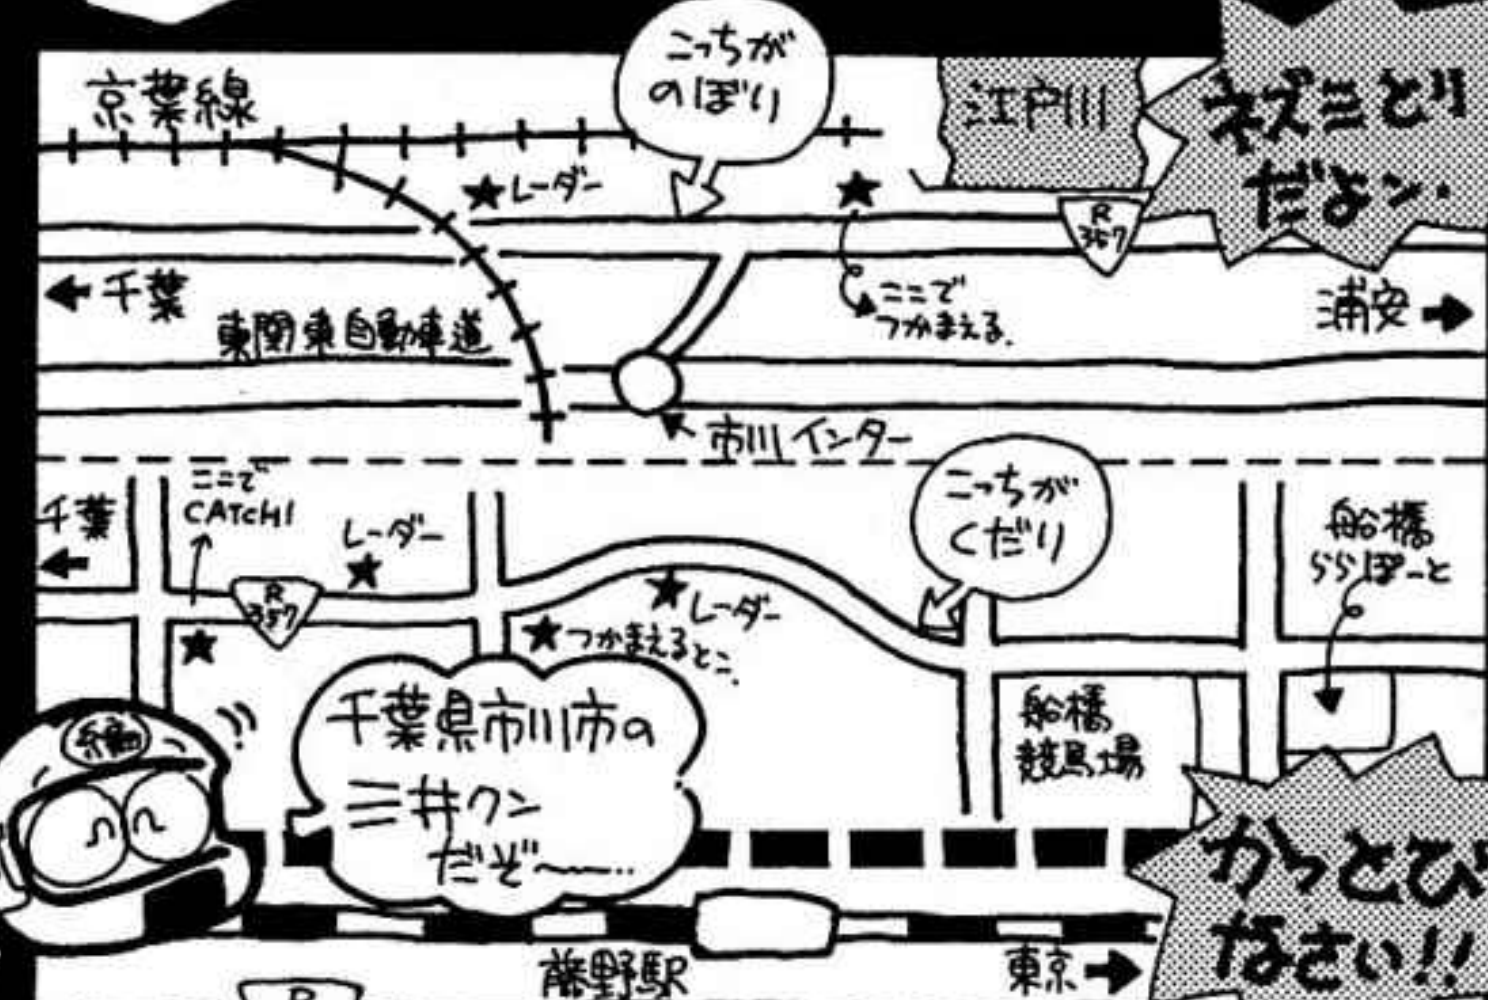 京葉線
こっちが
のぼり
江戸川
ネズミとり
だよン.
★レーダー
★
R
357
←千葉
ここで
つかまえる.
浦安→
東関東自動車道
市川インター
千葉
←
ここで
CATCH!
レーダー
★
こっちが
くだり
船橋
ららぽーと
R
357
★
レーダー
★
★つかまえるとこ.
千葉県市川市の
三井クン
だぞ〜……
編
船橋
競馬場
かっとび
なさい!!
藤野駅
東京→
R